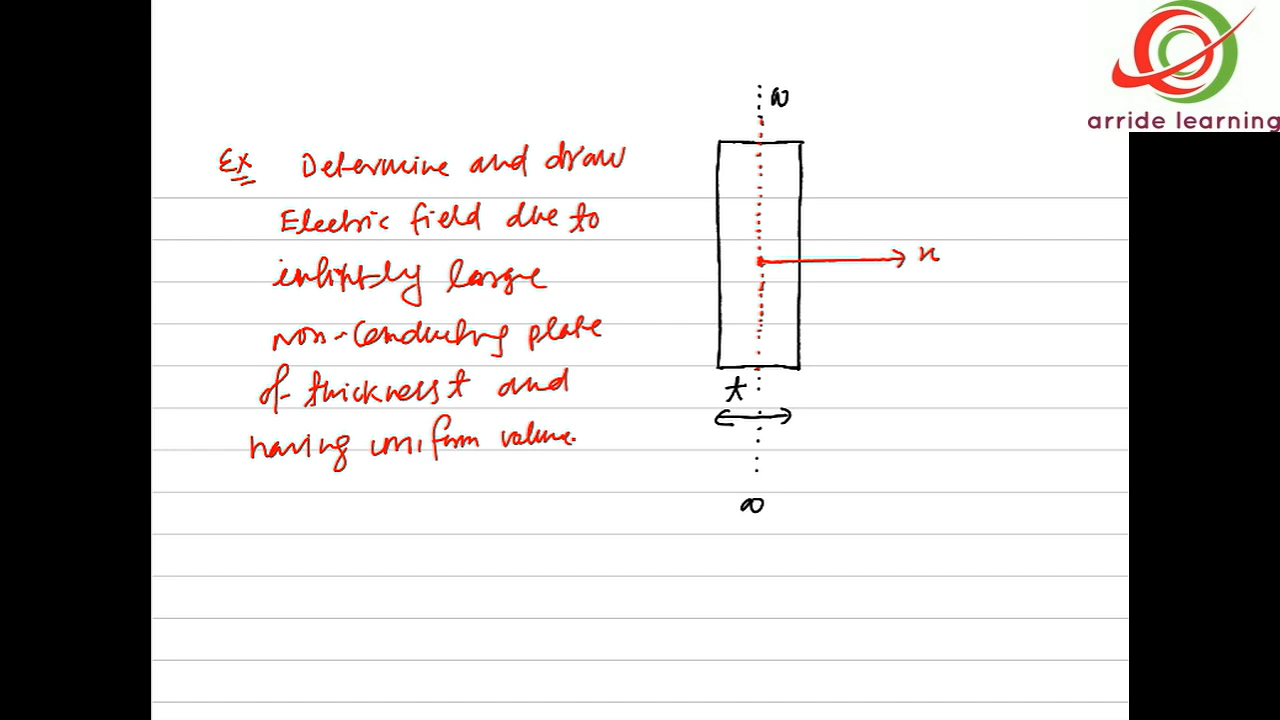 Ex Determine and draw
Electric field due to
infinitely large
non-conducting plate
of thickness t and
having uniform volume.
∞
x
t
∞
arride learning